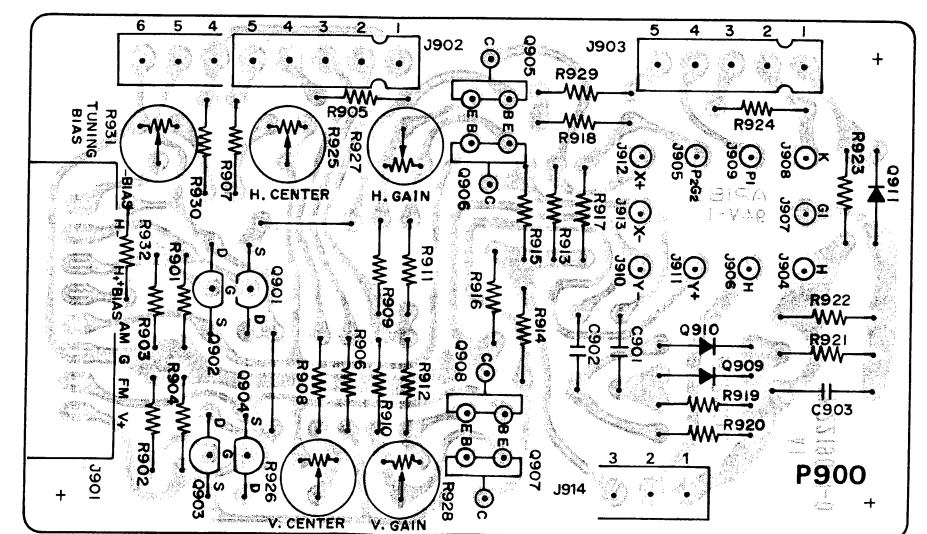 6 5 4 5 4 3 2 1
J902
C
Q905
J903
5 4 3 2 1
+
R929
R905
E B B E
R918
R924
R931
TUNING
BIAS
R925
R927
C
Q906
J912
X+
J905
P2G2
J909
P1
J908
K
R923
Q911
R930
R907
H. CENTER
H. GAIN
-BIAS
H-
H+
BIAS
AM
G
FM
V+
J901
R932
R901
D
S
G
S
D
Q901
Q902
R911
R909
R915
R913
R917
J913
X-
J907
G1
R916
J910
Y-
J911
Y+
J906
H
J904
H
R922
R914
R921
R903
R904
R908
R906
R910
R912
Q908
C
C902
C901
Q910
Q909
R919
C903
R920
Q904
D
S
G
S
D
R902
Q903
R926
E B B E
R928
C
Q907
V. CENTER
V. GAIN
J914
3 2 1
P900
+
+